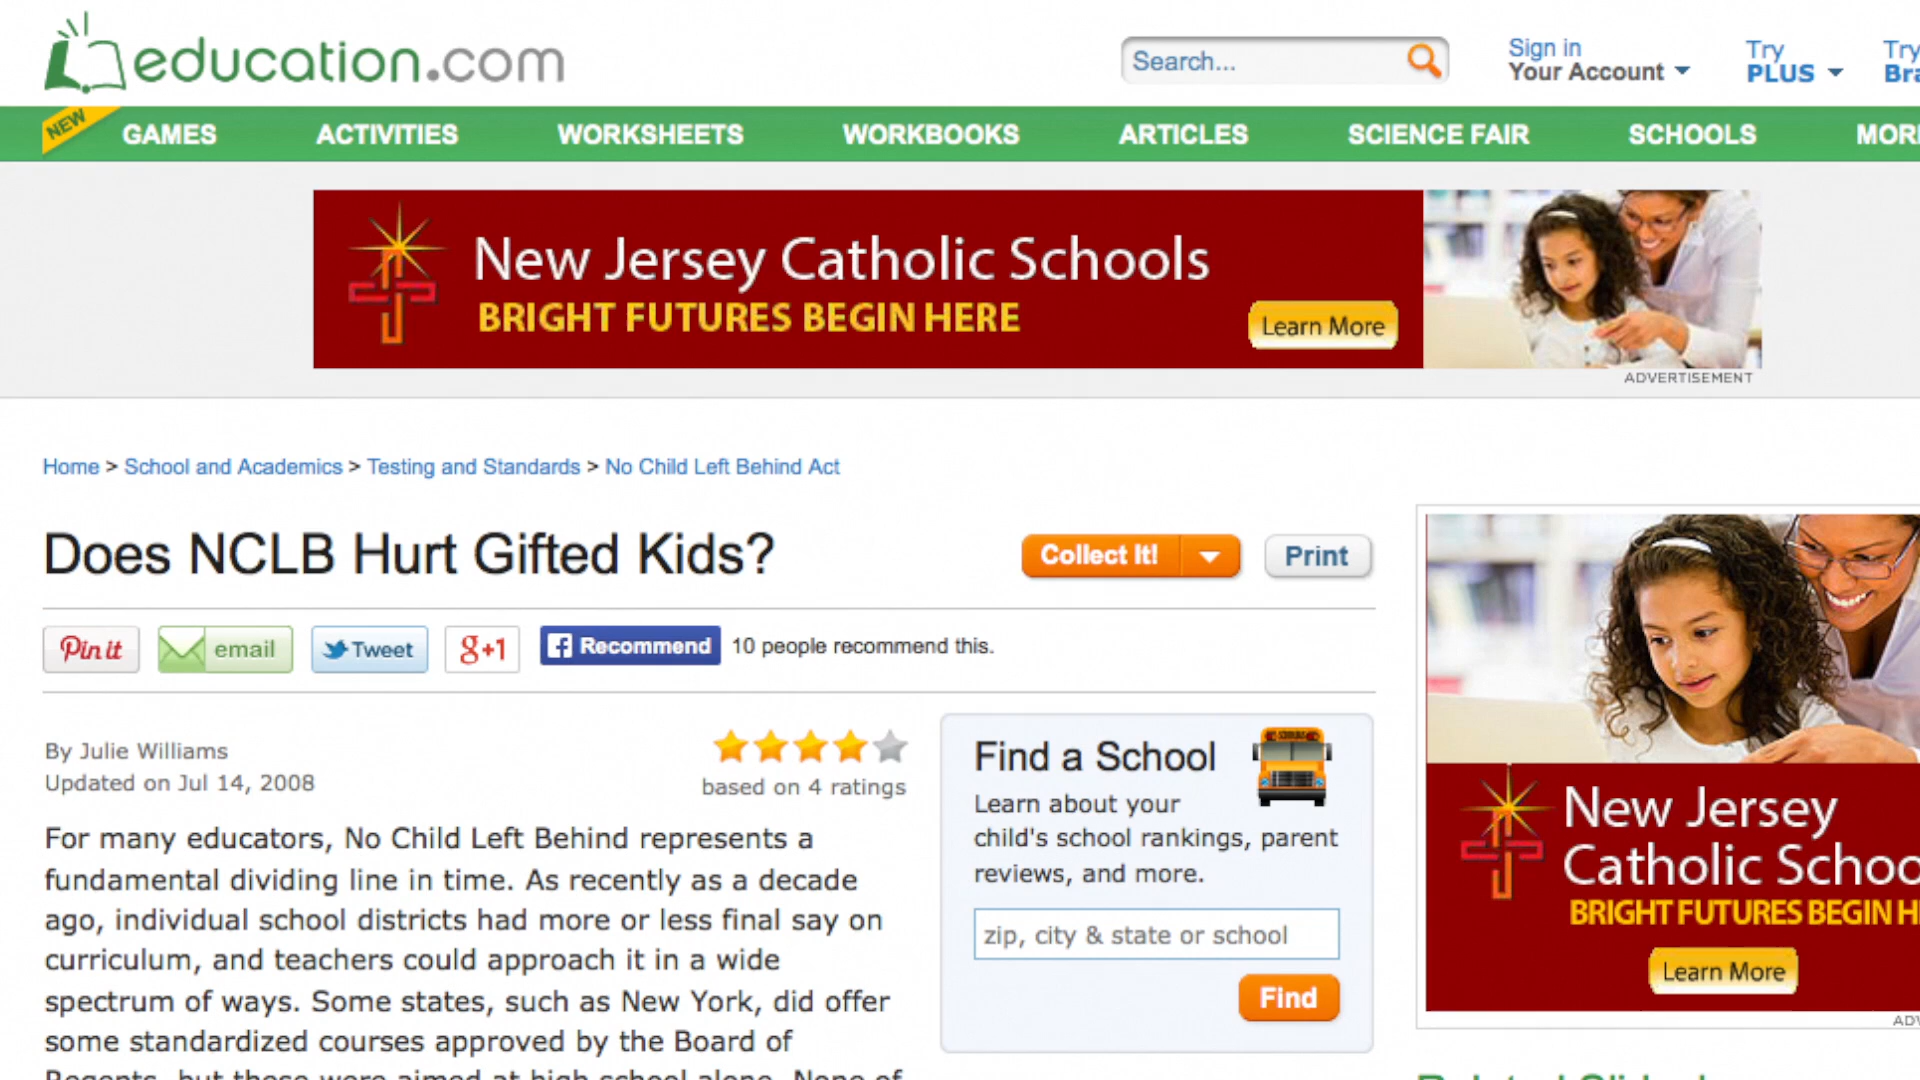 education.com
Search...
Sign in
Your Account
Try
PLUS
Try
NEW
GAMES
ACTIVITIES
WORKSHEETS
WORKBOOKS
ARTICLES
SCIENCE FAIR
SCHOOLS
New Jersey Catholic Schools
BRIGHT FUTURES BEGIN HERE
Learn More
ADVERTISEMENT
Home > School and Academics > Testing and Standards > No Child Left Behind Act
Does NCLB Hurt Gifted Kids?
Collect It!
Print
Pin it
email
Tweet
g+1
Recommend
10 people recommend this.
By Julie Williams
Updated on Jul 14, 2008
based on 4 ratings
For many educators, No Child Left Behind represents a
fundamental dividing line in time. As recently as a decade
ago, individual school districts had more or less final say on
curriculum, and teachers could approach it in a wide
spectrum of ways. Some states, such as New York, did offer
some standardized courses approved by the Board of
Regents, but those were aimed at high school alone. None of
Find a School
Learn about your
child's school rankings, parent
reviews, and more.
zip, city & state or school
Find
New Jersey
Catholic Schoo
BRIGHT FUTURES BEGIN H
Learn More